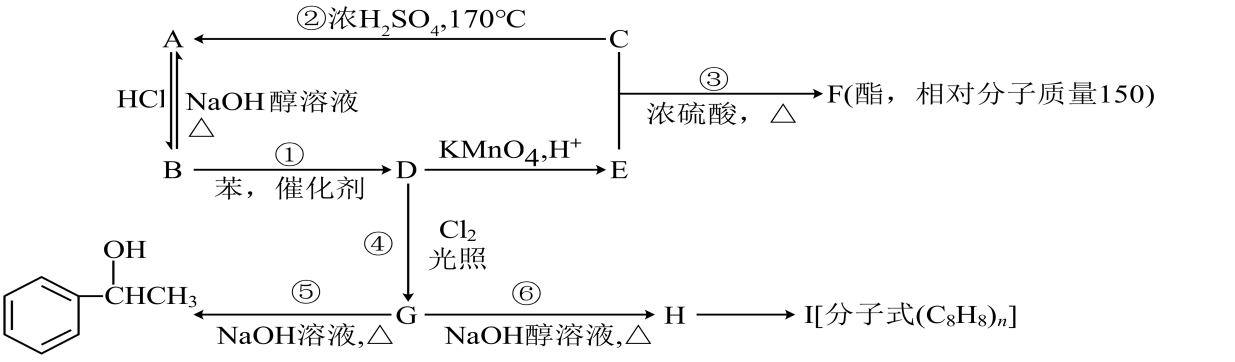 A ②浓H₂SO₄,170℃ C
HCl NaOH醇溶液 △
③ 浓硫酸，△ F(酯，相对分子质量150)
B ① 苯，催化剂 D KMnO₄,H⁺ E
④ Cl₂ 光照
OH
CHCH₃ ⑤ NaOH溶液,△ G ⑥ NaOH醇溶液,△ H I[分子式(C₈H₈)ₙ]